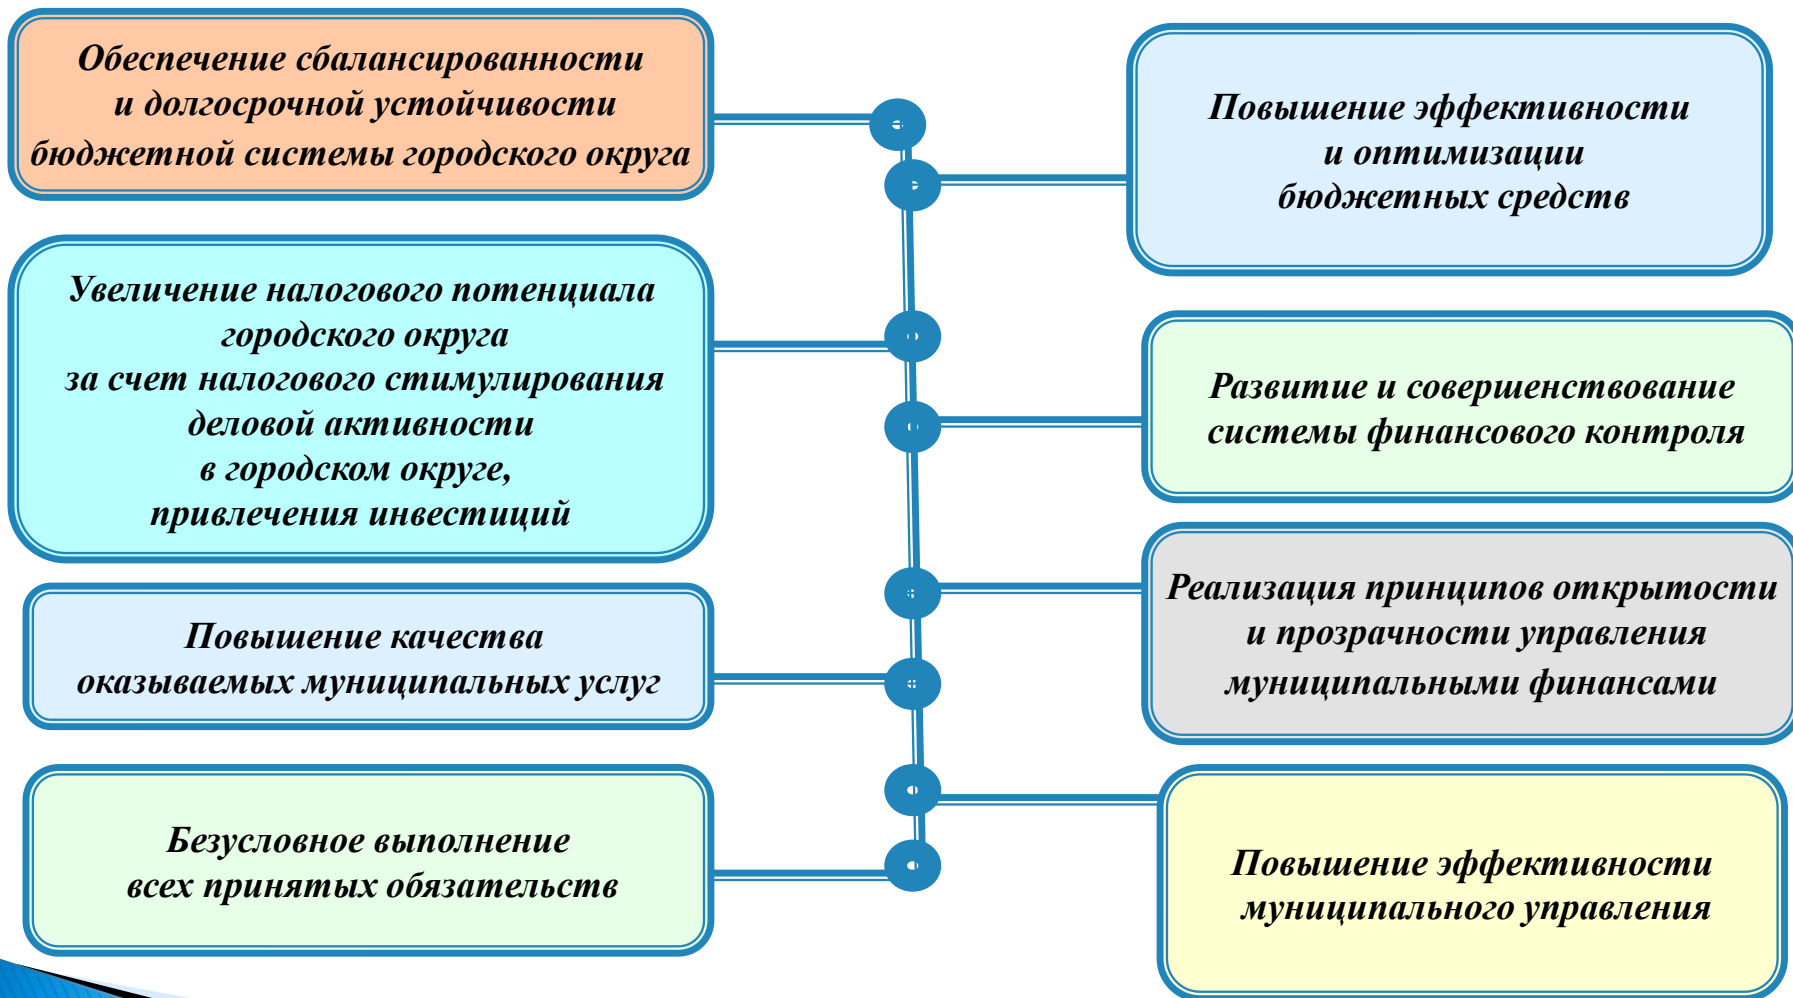 Обеспечение сбалансированности
и долгосрочной устойчивости
бюджетной системы городского округа
Повышение эффективности
и оптимизации
бюджетных средств
Увеличение налогового потенциала
городского округа
за счет налогового стимулирования
деловой активности
в городском округе,
привлечения инвестиций
Развитие и совершенствование
системы финансового контроля
Повышение качества
оказываемых муниципальных услуг
Реализация принципов открытости
и прозрачности управления
муниципальными финансами
Безусловное выполнение
всех принятых обязательств
Повышение эффективности
муниципального управления